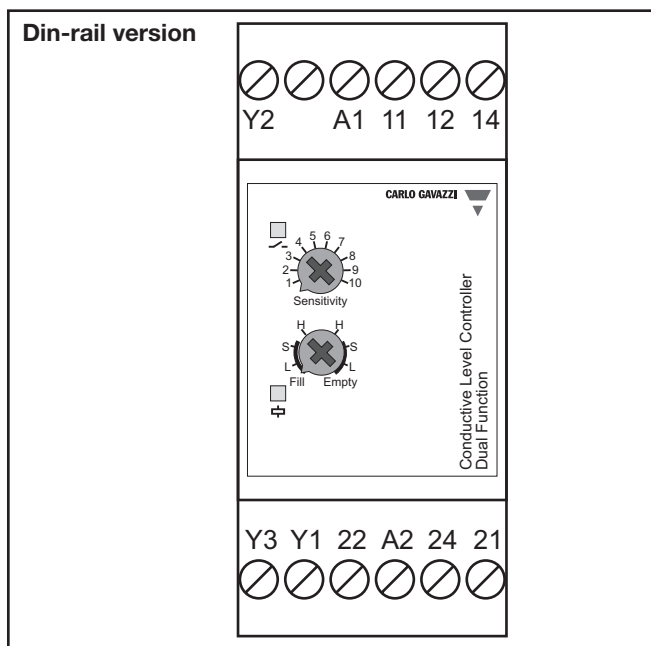 Din-rail version
Y2 A1 11 12 14
CARLO GAVAZZI
1 2 3 4 5 6 7 8 9 10
Sensitivity
H H
S S
L L
Fill Empty
Conductive Level Controller
Dual Function
Y3 Y1 22 A2 24 21